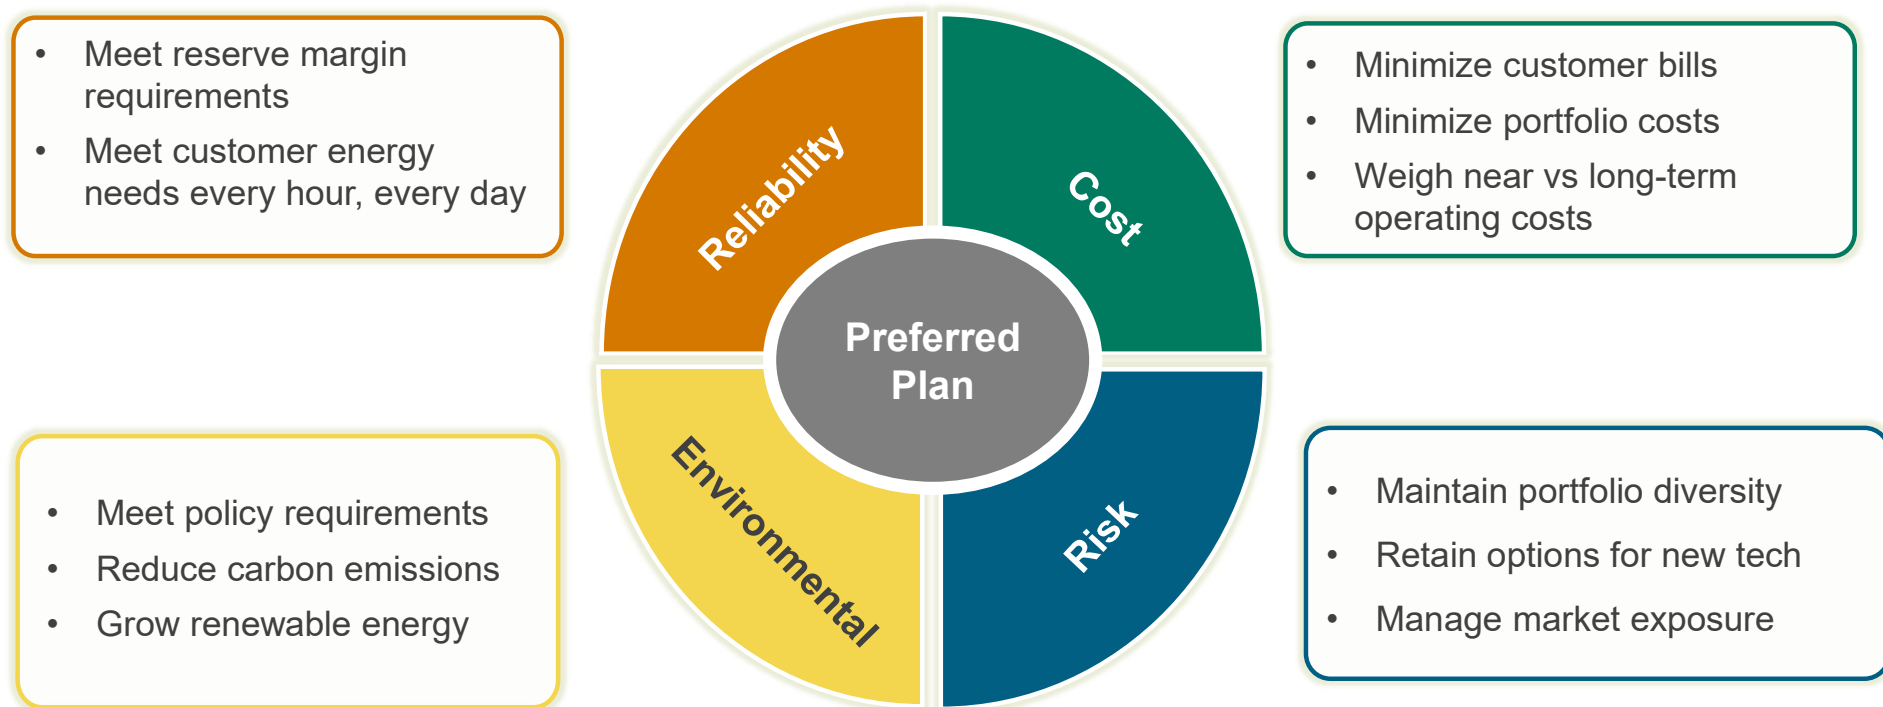 • Meet reserve margin
requirements
• Meet customer energy
needs every hour, every day
Reliability
Cost
• Minimize customer bills
• Minimize portfolio costs
• Weigh near vs long-term
operating costs
Preferred
Plan
• Meet policy requirements
• Reduce carbon emissions
• Grow renewable energy
Environmental
Risk
• Maintain portfolio diversity
• Retain options for new tech
• Manage market exposure